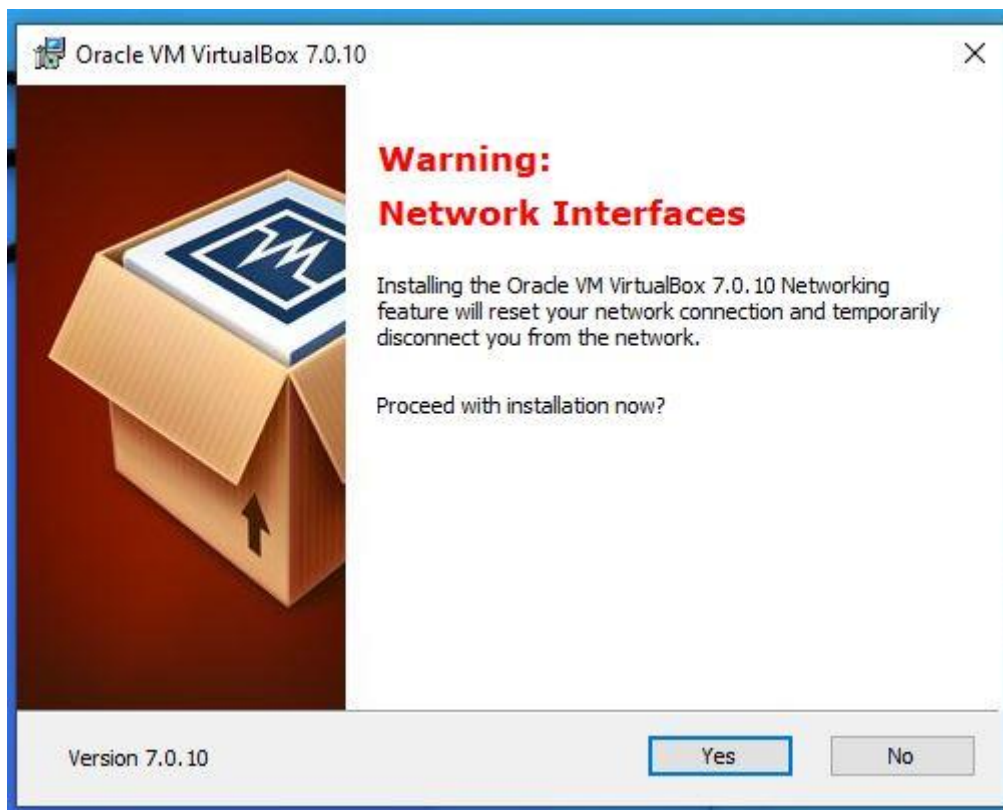 Oracle VM VirtualBox 7.0.10
Warning:
Network Interfaces
Installing the Oracle VM VirtualBox 7.0.10 Networking
feature will reset your network connection and temporarily
disconnect you from the network.
Proceed with installation now?
Version 7.0.10
Yes
No